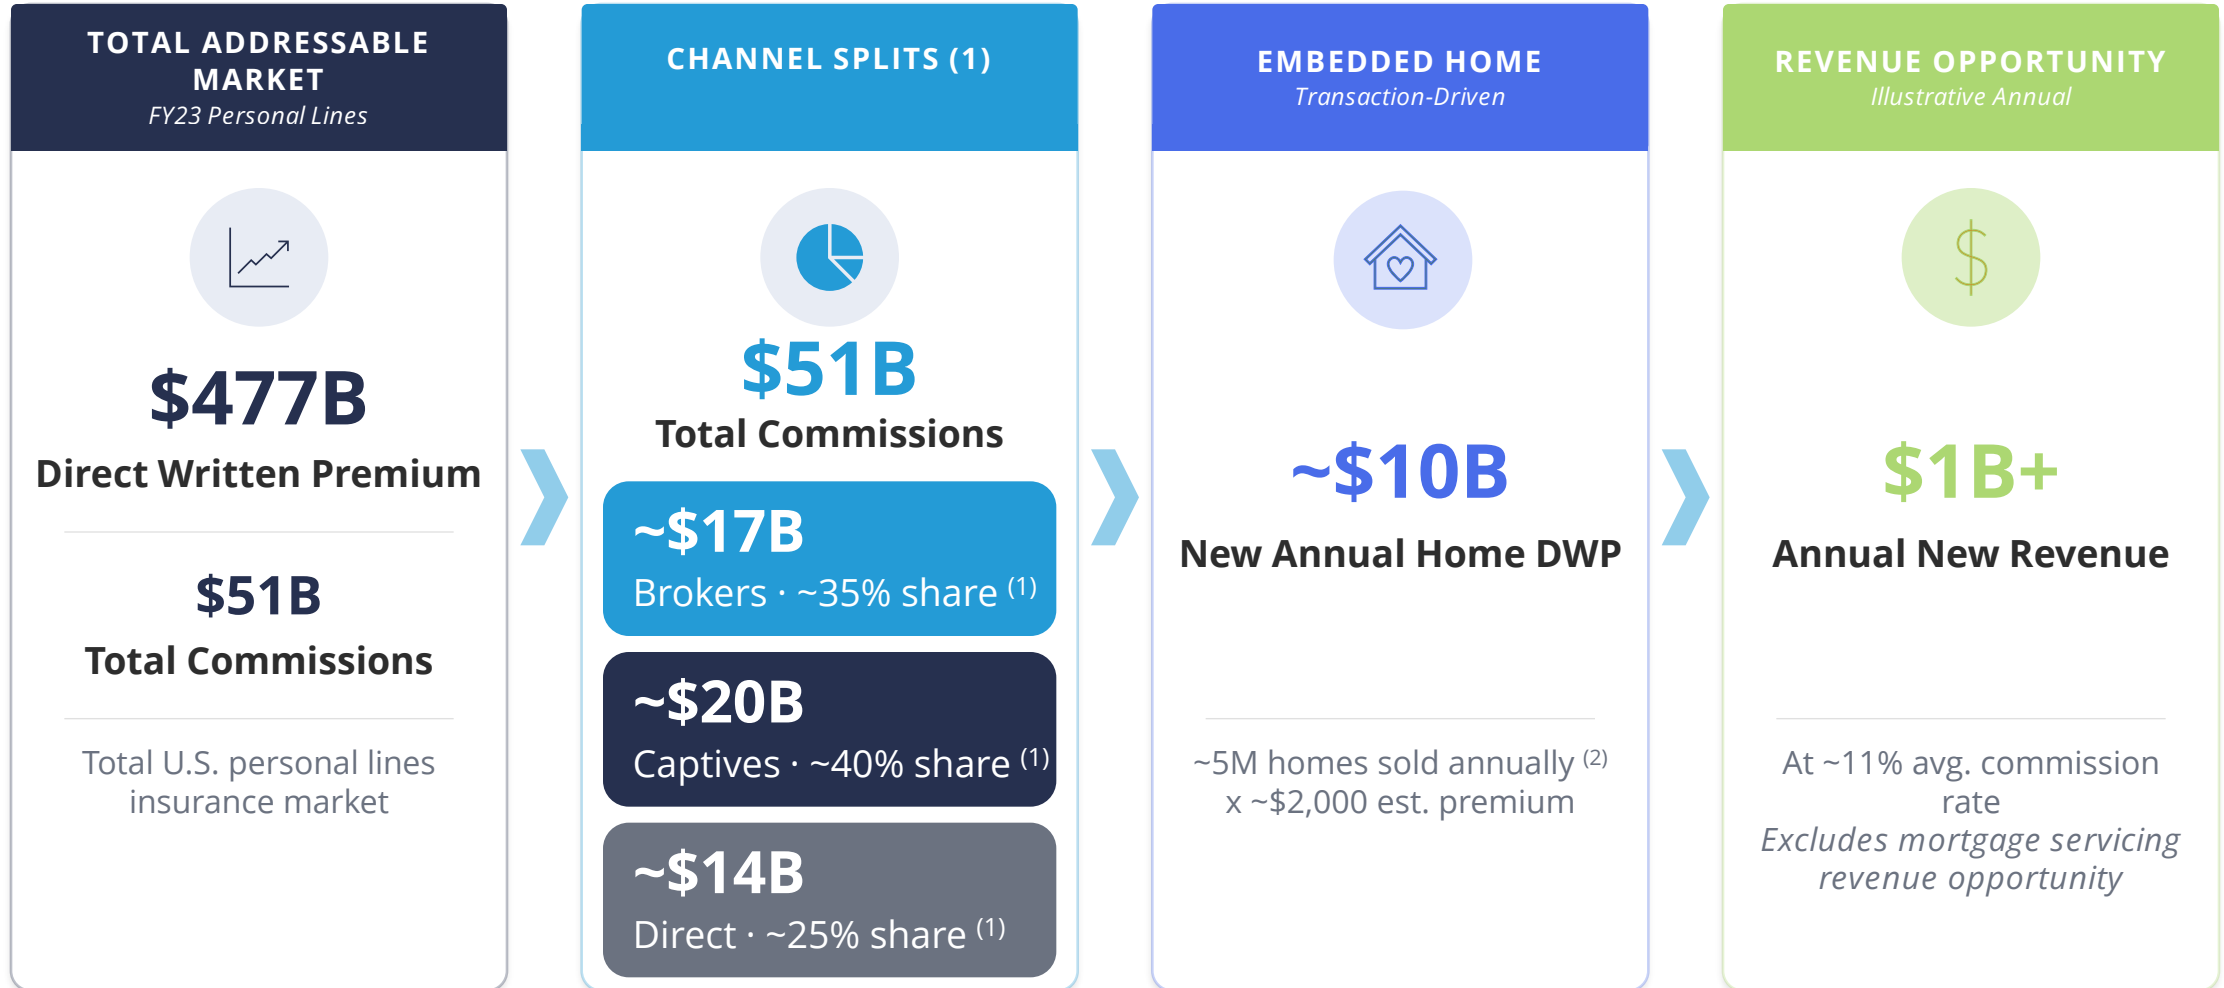 TOTAL ADDRESSABLE
MARKET
FY23 Personal Lines
$477B
Direct Written Premium
$51B
Total Commissions
Total U.S. personal lines
insurance market
CHANNEL SPLITS (1)
$51B
Total Commissions
~$17B
Brokers · ~35% share (1)
~$20B
Captives · ~40% share (1)
~$14B
Direct · ~25% share (1)
EMBEDDED HOME
Transaction-Driven
~$10B
New Annual Home DWP
~5M homes sold annually (2)
x ~$2,000 est. premium
REVENUE OPPORTUNITY
Illustrative Annual
$1B+
Annual New Revenue
At ~11% avg. commission
rate
Excludes mortgage servicing
revenue opportunity